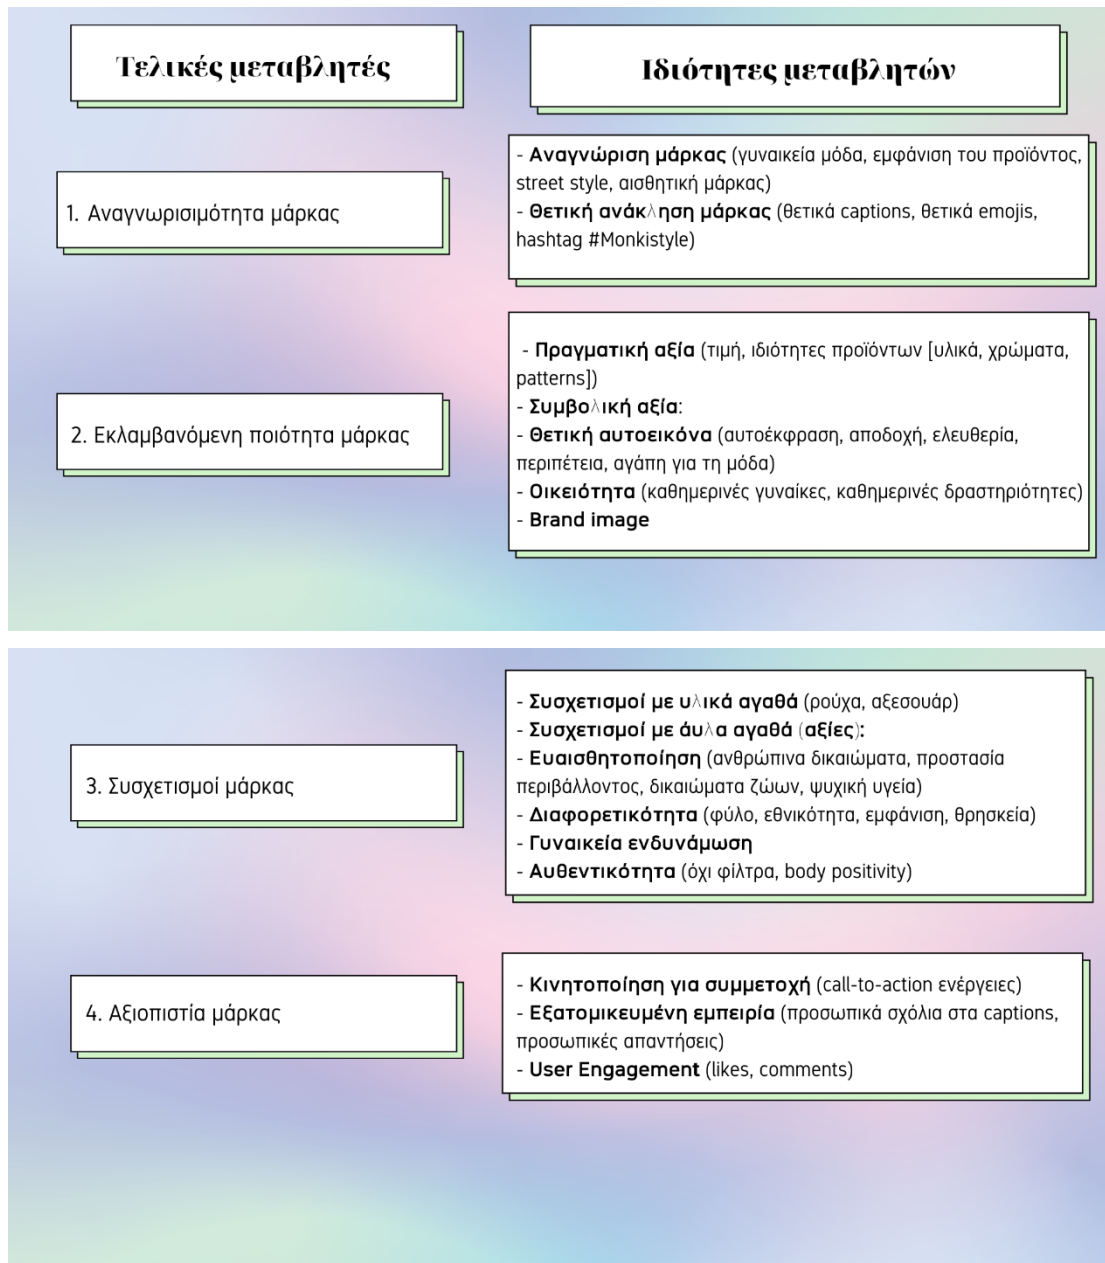 Τελικές μεταβλητές
Ιδιότητες μεταβλητών
1. Αναγνωρισιμότητα μάρκας
- Αναγνώριση μάρκας (γυναικεία μόδα, εμφάνιση του προϊόντος,
street style, αισθητική μάρκας)
- Θετική ανάκληση μάρκας (θετικά captions, θετικά emojis,
hashtag #Monkistyle)
2. Εκλαμβανόμενη ποιότητα μάρκας
- Πραγματική αξία (τιμή, ιδιότητες προϊόντων [υλικά, χρώματα,
patterns])
- Συμβολική αξία:
- Θετική αυτοεικόνα (αυτοέκφραση, αποδοχή, ελευθερία,
περιπέτεια, αγάπη για τη μόδα)
- Οικειότητα (καθημερινές γυναίκες, καθημερινές δραστηριότητες)
- Brand image
3. Συσχετισμοί μάρκας
- Συσχετισμοί με υλικά αγαθά (ρούχα, αξεσουάρ)
- Συσχετισμοί με άυλα αγαθά (αξίες):
- Ευαισθητοποίηση (ανθρώπινα δικαιώματα, προστασία
περιβάλλοντος, δικαιώματα ζώων, ψυχική υγεία)
- Διαφορετικότητα (φύλο, εθνικότητα, εμφάνιση, θρησκεία)
- Γυναικεία ενδυνάμωση
- Αυθεντικότητα (όχι φίλτρα, body positivity)
4. Αξιοπιστία μάρκας
- Κινητοποίηση για συμμετοχή (call-to-action ενέργειες)
- Εξατομικευμένη εμπειρία (προσωπικά σχόλια στα captions,
προσωπικές απαντήσεις)
- User Engagement (likes, comments)